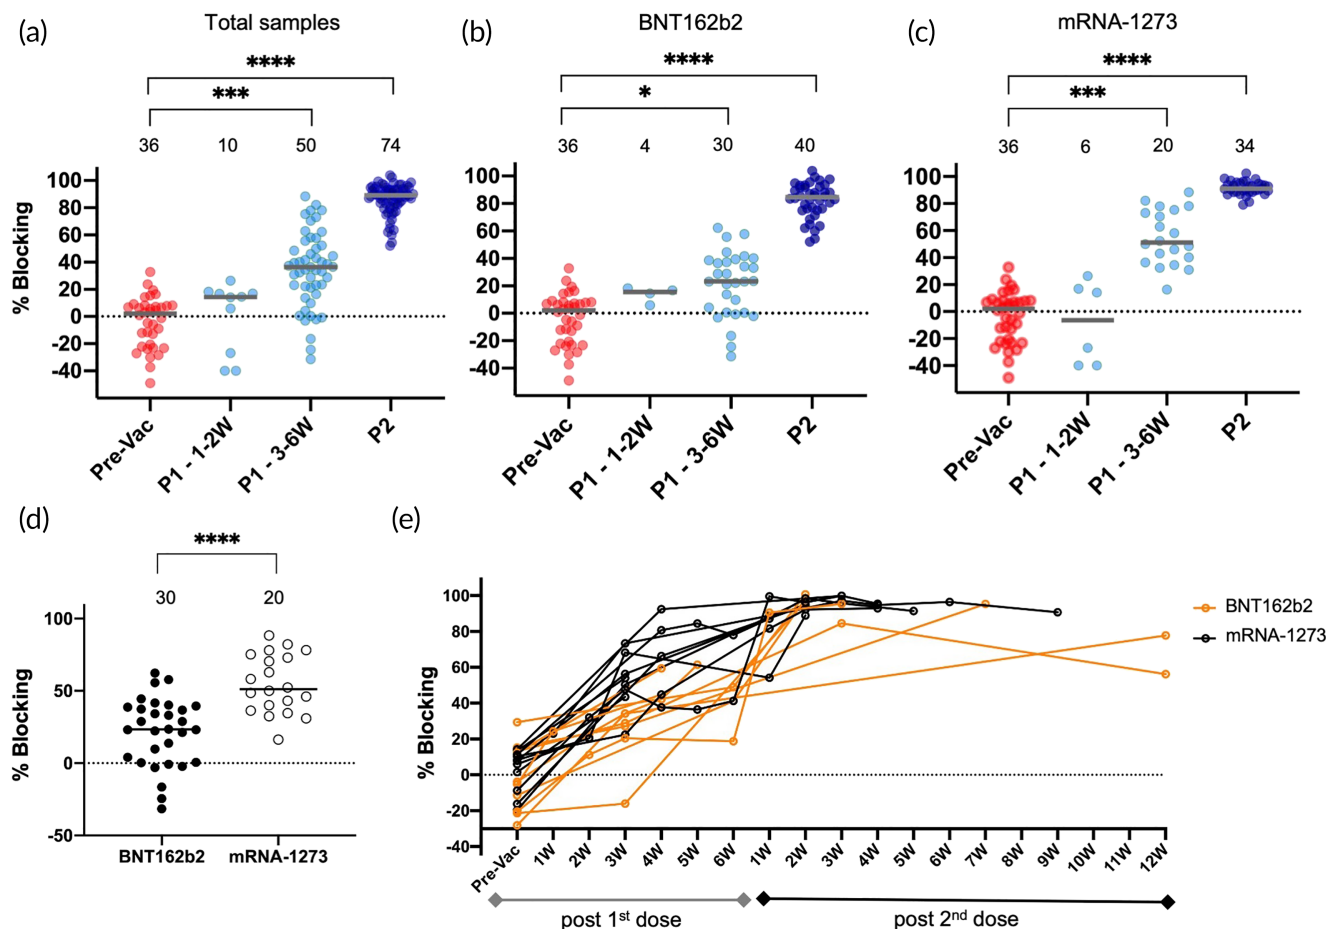 (a)
Total samples
****
***
36 10 50 74
% Blocking
100
80
60
40
20
0
-20
-40
Pre-Vac
P1 - 1-2W
P1 - 3-6W
P2
(b)
BNT162b2
****
*
36 4 30 40
100
80
60
40
20
0
-20
-40
Pre-Vac
P1 - 1-2W
P1 - 3-6W
P2
(c)
mRNA-1273
****
***
36 6 20 34
100
80
60
40
20
0
-20
-40
Pre-Vac
P1 - 1-2W
P1 - 3-6W
P2
(d)
****
30 20
% Blocking
100
50
0
-50
BNT162b2 mRNA-1273
(e)
% Blocking
100
80
60
40
20
0
-20
-40
BNT162b2
mRNA-1273
Pre-Vac 1W 2W 3W 4W 5W 6W 1W 2W 3W 4W 5W 6W 7W 8W 9W 10W 11W 12W
post 1st dose
post 2nd dose